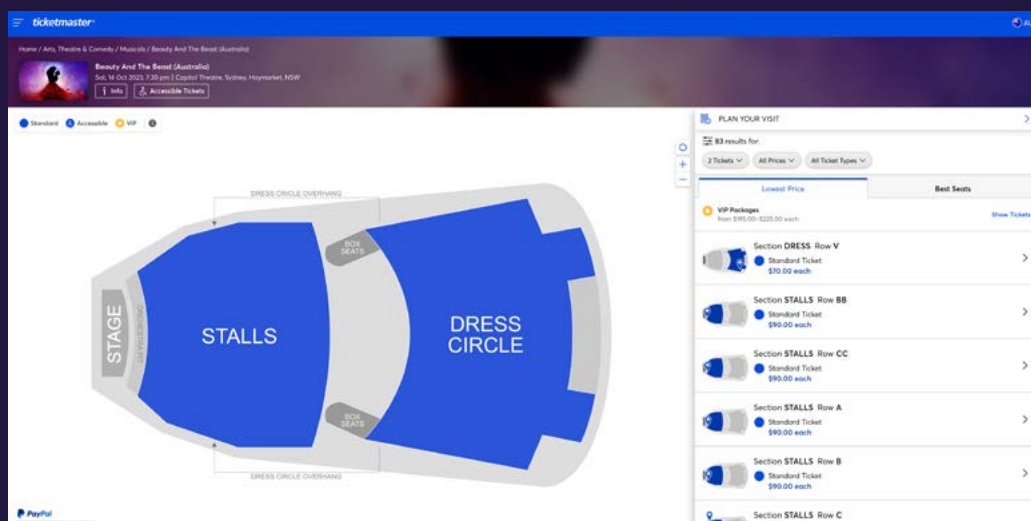 ticketmaster
AU
Home / Arts, Theatre & Comedy / Musicals / Beauty And The Beast (Australia)
Beauty And The Beast (Australia)
Sat, 14 Oct 2023, 7:30 pm | Capitol Theatre, Sydney, Haymarket, NSW
i Info
Accessible Tickets
Standard
Accessible
VIP
PLAN YOUR VISIT
83 results for:
2 Tickets
All Prices
All Ticket Types
Lowest Price
Best Seats
VIP Packages
from $195.00-$225.00 each
Show Tickets
Section DRESS Row V
Standard Ticket
$70.00 each
Section STALLS Row BB
Standard Ticket
$90.00 each
Section STALLS Row CC
Standard Ticket
$90.00 each
Section STALLS Row A
Standard Ticket
$90.00 each
Section STALLS Row B
Standard Ticket
$90.00 each
Section STALLS Row C
DRESS CIRCLE OVERHANG
BOX
SEATS
STAGE
ORCHESTRA PIT
STALLS
DRESS
CIRCLE
BOX
SEATS
DRESS CIRCLE OVERHANG
PayPal